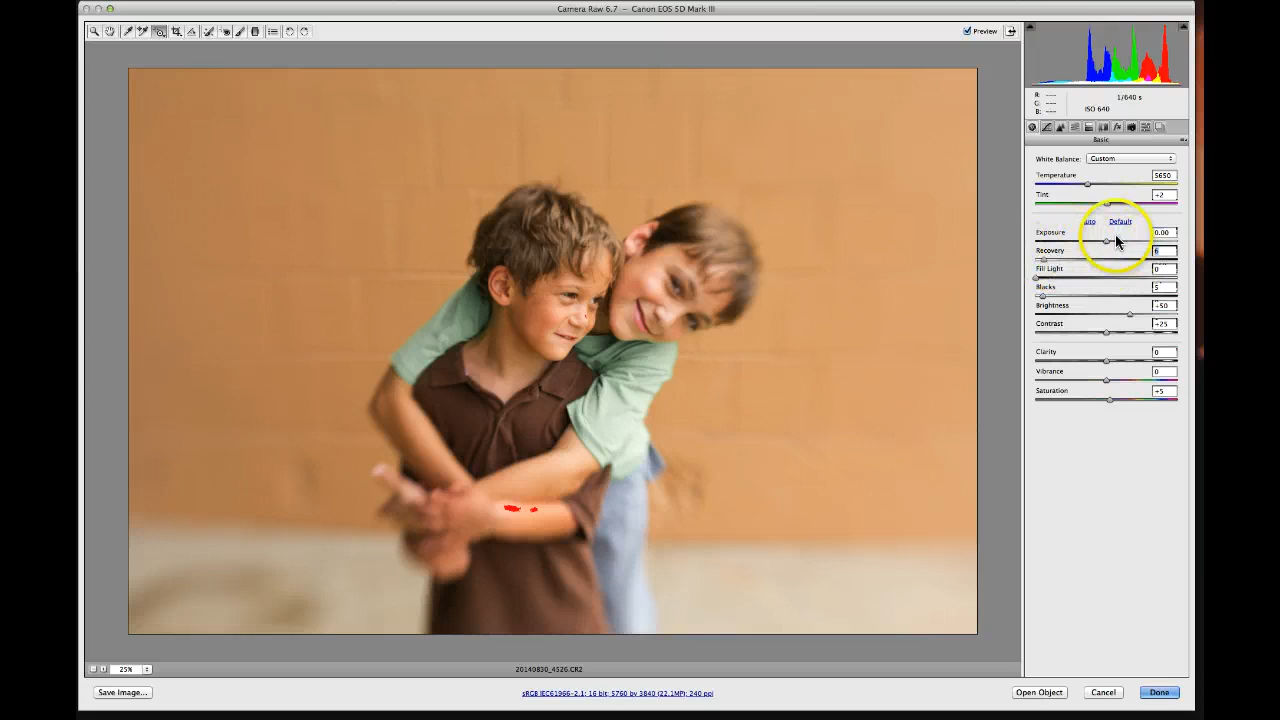 Camera Raw 6.7 – Canon EOS 5D Mark III
Preview
R: ---
G: ---
B: ---
1/640 s
ISO 640
Basic
White Balance: Custom
Temperature 5650
Tint +2
Default
Exposure 0.00
Recovery 6
Fill Light 0
Blacks 5
Brightness +50
Contrast +25
Clarity 0
Vibrance 0
Saturation +5
25%
20140830_4526.CR2
Save Image...
sRGB IEC61966-2.1; 16 bit; 5760 by 3840 (22.1MP); 240 ppi
Open Object
Cancel
Done